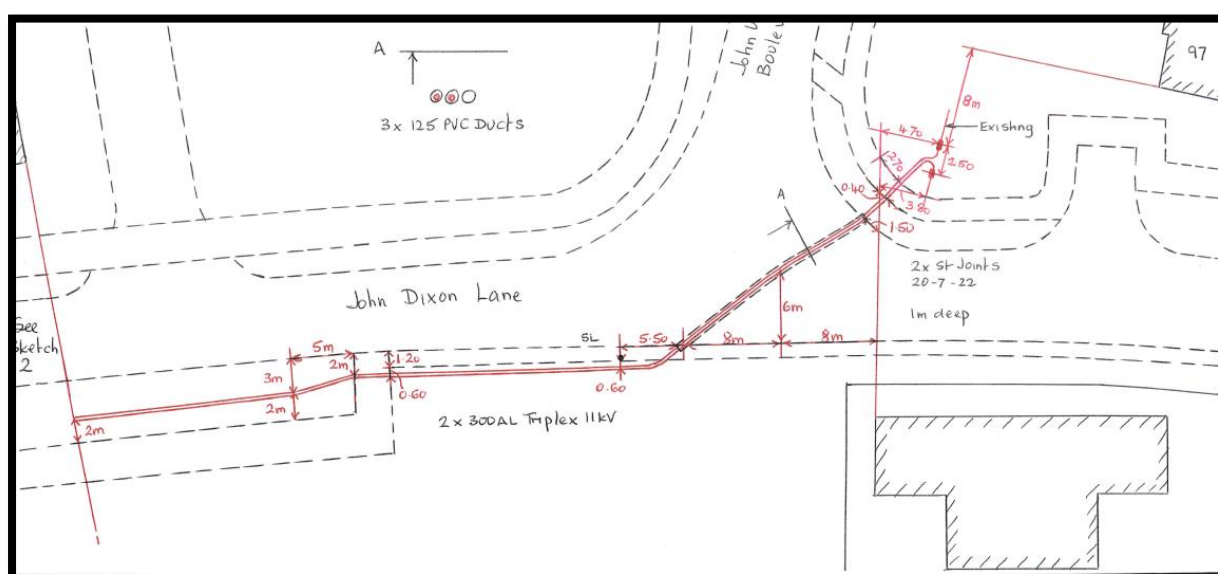 A
3 x 125 PVC Ducts
John
Boule
97
8m
4.70
Existing
2.50
2.70
0.40
3.80
1.50
A
2x St Joints
20-7-22
1m deep
John Dixon Lane
See
Sketch
2
5m
SL
5.50
8m
6m
8m
1.20
2m
3m
2m
0.60
0.60
2m
2 x 300AL Triplex 11kV